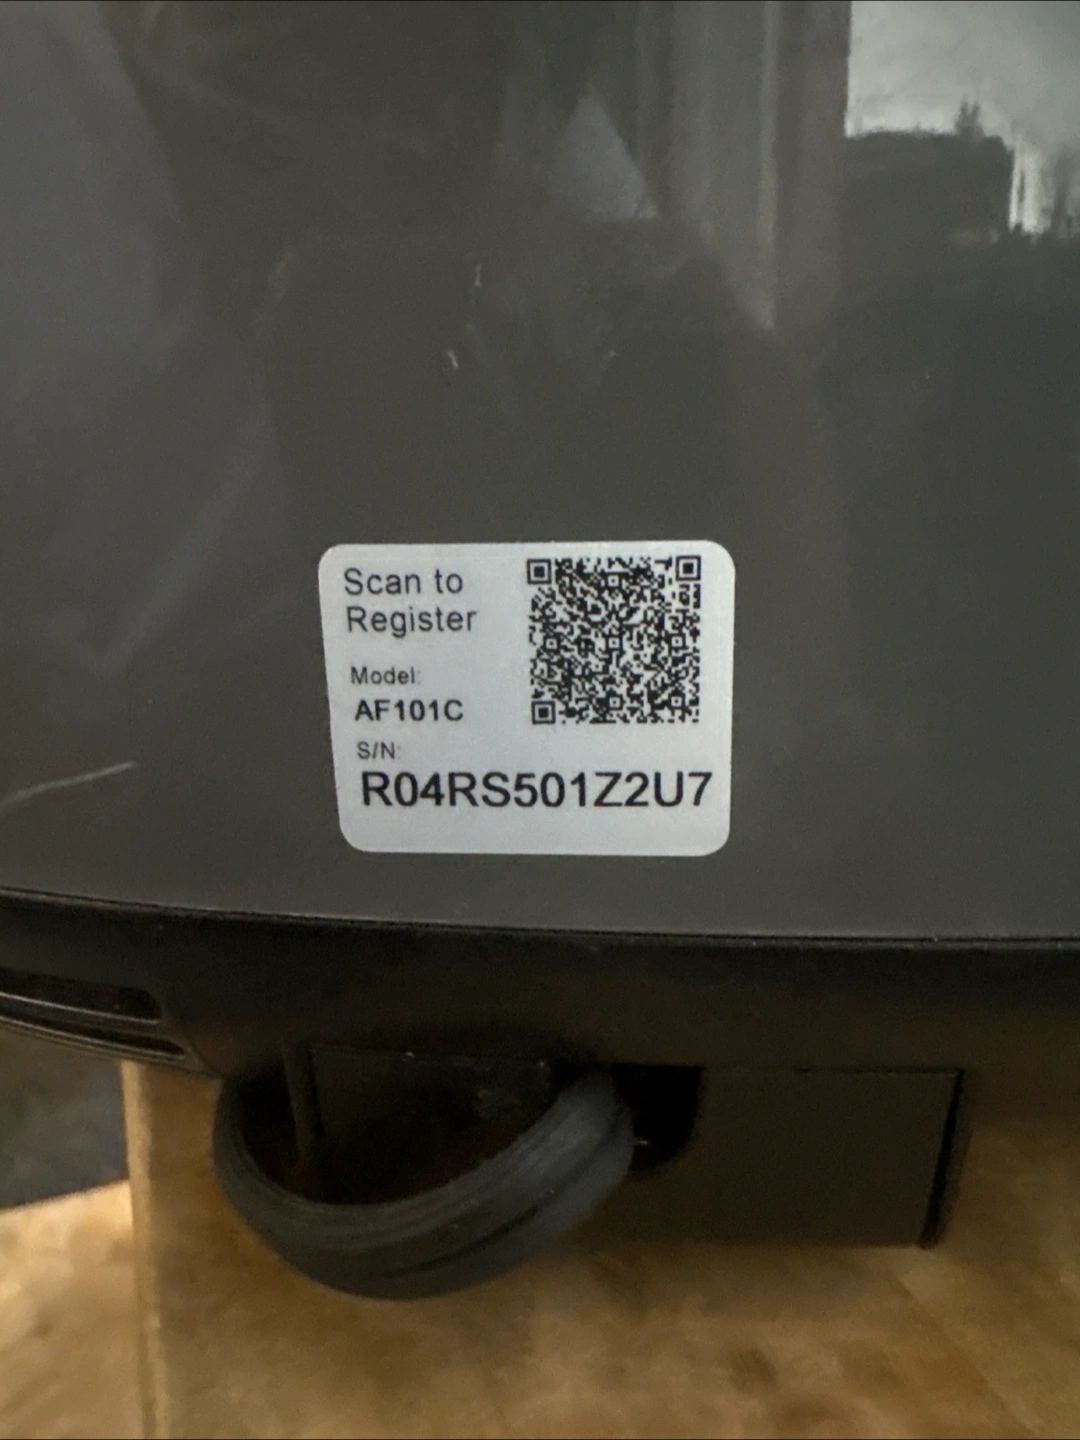 Scan to
Register
Model:
AF101C
S/N:
R04RS501Z2U7